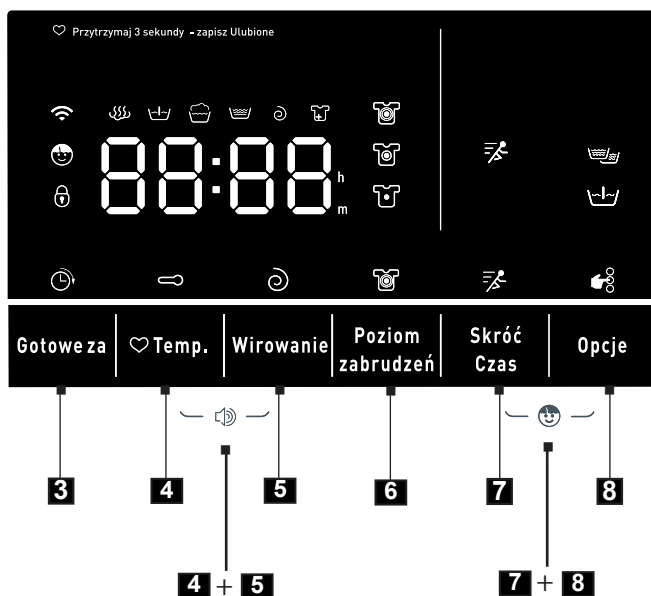 Przytrzymaj 3 sekundy - zapisz Ulubione
88:88 h
m
Gotowe za
Temp.
Wirowanie
Poziom
zabrudzeń
Skróć
Czas
Opcje
3 4 5 6 7 8
4 + 5 7 + 8